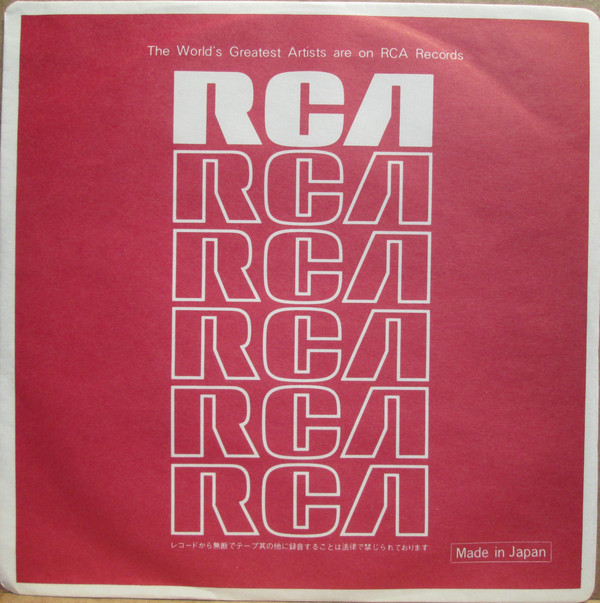 The World's Greatest Artists are on RCA Records
RCA
RCA
RCA
RCA
RCA
RCA
レコードから無断でテープ其の他に録音することは法律で禁じられております
Made in Japan